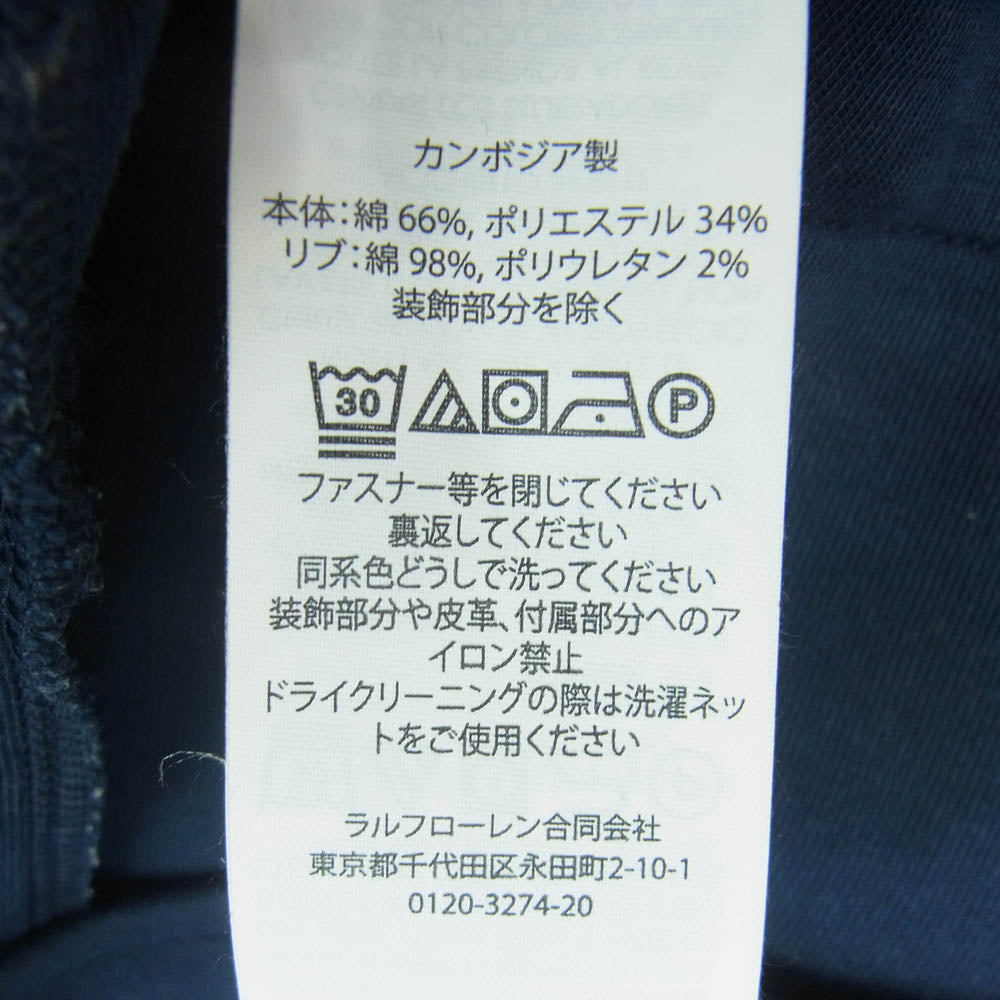 カンボジア製
本体：綿 66%, ポリエステル 34%
リブ：綿 98%, ポリウレタン 2%
装飾部分を除く
30
P
ファスナー等を閉じてください
裏返してください
同系色どうしで洗ってください
装飾部分や皮革、付属部分へのア
イロン禁止
ドライクリーニングの際は洗濯ネッ
トをご使用ください
ラルフローレン合同会社
東京都千代田区永田町2-10-1
0120-3274-20